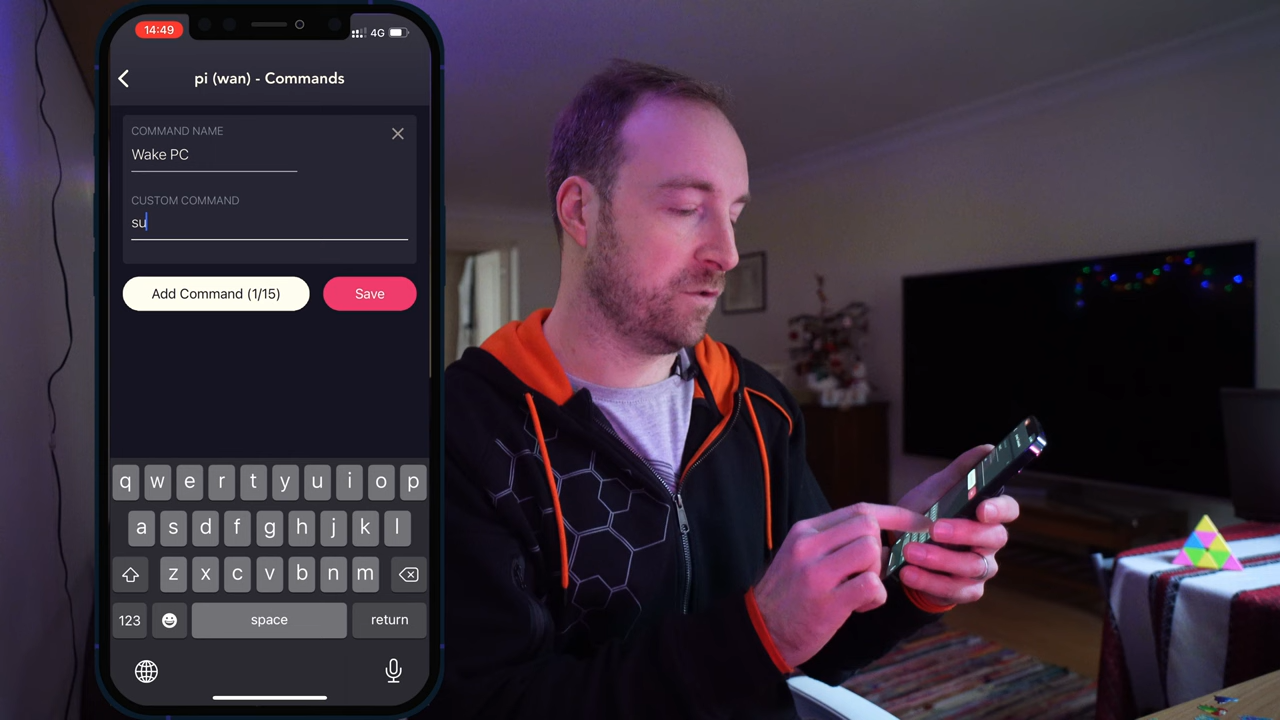 14:49
4G
pi (wan) - Commands
COMMAND NAME
Wake PC
CUSTOM COMMAND
su
Add Command (1/15)
Save
q w e r t y u i o p
a s d f g h j k l
z x c v b n m
123
space
return